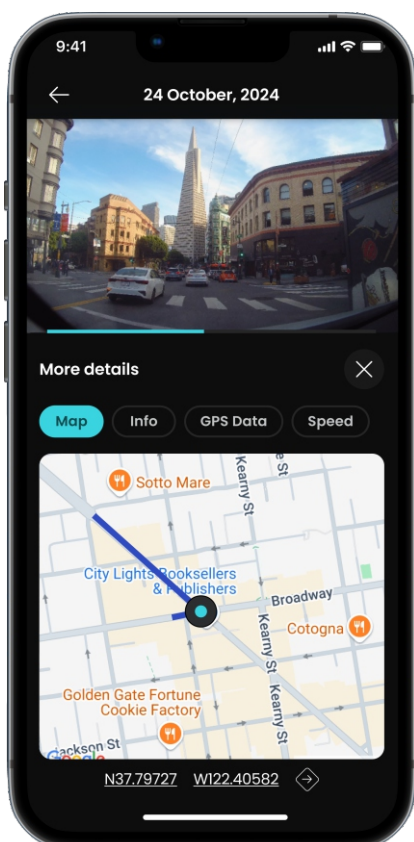 9:41
24 October, 2024
More details
Map Info GPS Data Speed
Sotto Mare
Kearny St
e St
City Lights Booksellers
& Publishers
Broadway
Cotogna
Kearny St
Kearny St
Golden Gate Fortune
Cookie Factory
Jackson St
Google
N37.79727 W122.40582